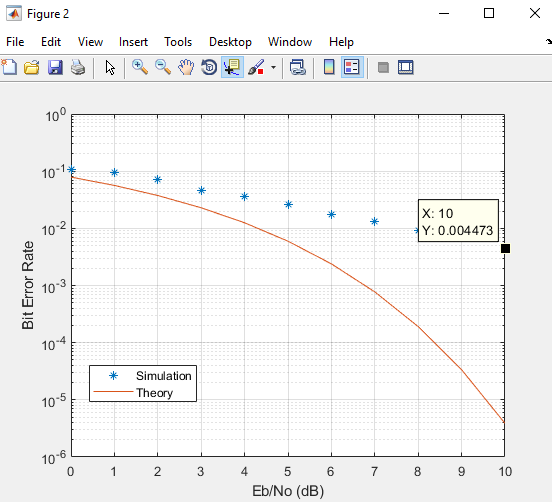 Figure 2
File Edit View Insert Tools Desktop Window Help
10^0
10^-1
10^-2
10^-3
10^-4
10^-5
10^-6
Bit Error Rate
X: 10
Y: 0.004473
Simulation
Theory
0 1 2 3 4 5 6 7 8 9 10
Eb/No (dB)